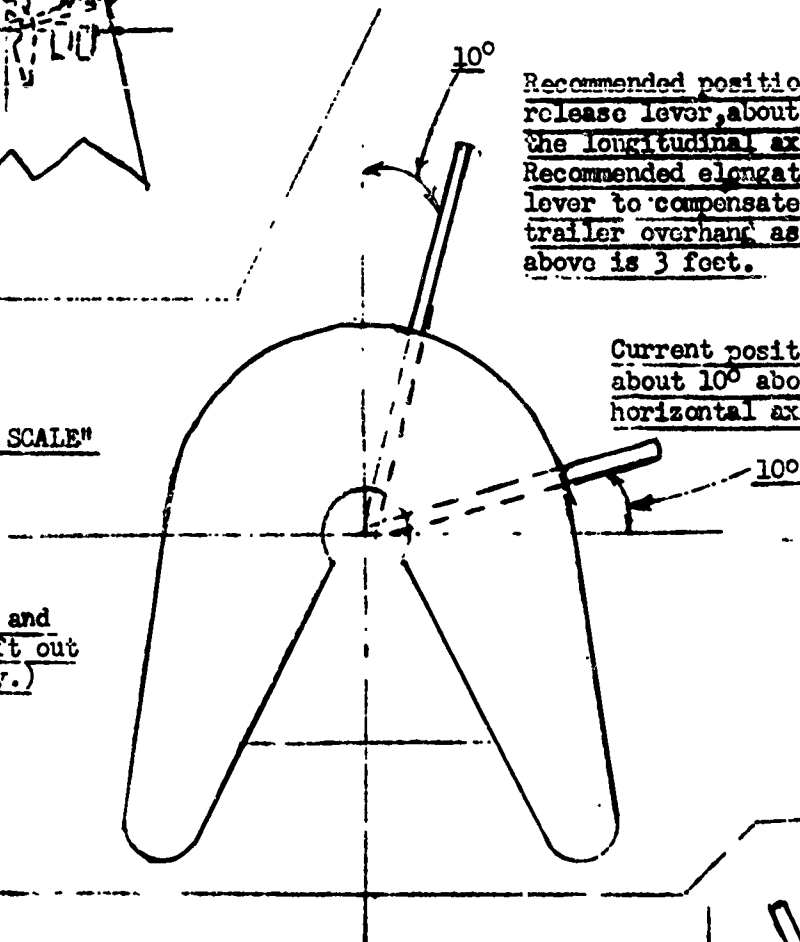 10°
Recommended positio
release lever,about
the longitudinal ax
Recommended elongat
lever to compensate
trailer overhang as
above is 3 feet.
Current posit
about 10° abo
horizontal ax
SCALE"
10°
and
ft out
y.)